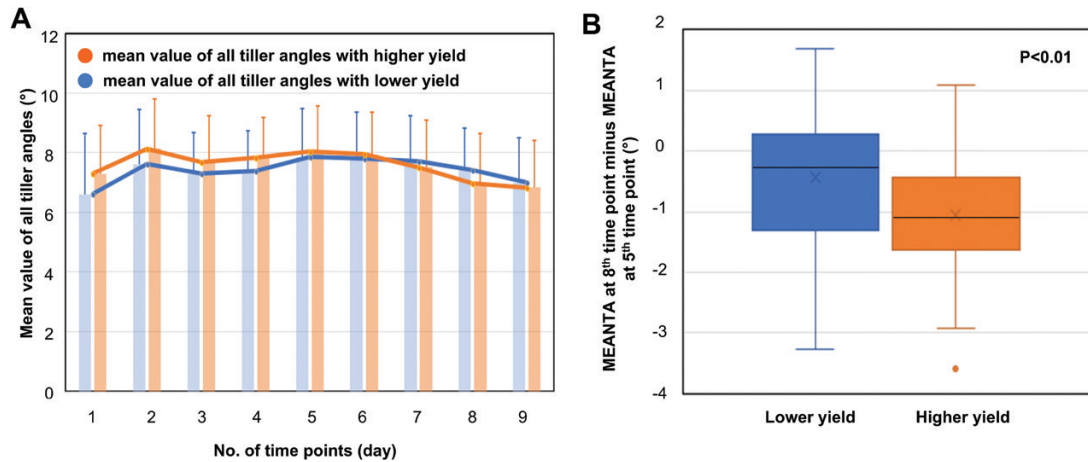 A
12
10
8
6
4
2
0
Mean value of all tiller angles (°)
mean value of all tiller angles with higher yield
mean value of all tiller angles with lower yield
1 2 3 4 5 6 7 8 9
No. of time points (day)
B
2
1
0
-1
-2
-3
-4
MEANTA at 8th time point minus MEANTA
at 5th time point (°)
P<0.01
Lower yield Higher yield